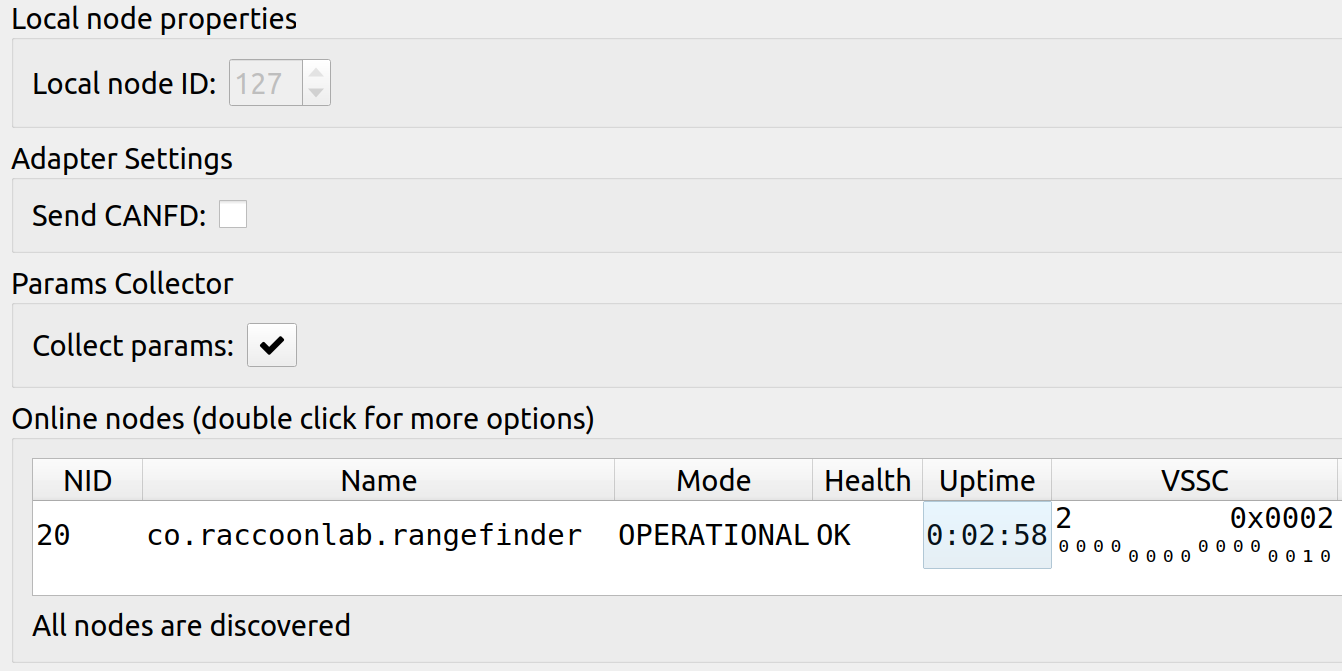 Local node properties
Local node ID: 127
Adapter Settings
Send CANFD:
Params Collector
Collect params:
Online nodes (double click for more options)
NID Name Mode Health Uptime VSSC
20 co.raccoonlab.rangefinder OPERATIONAL OK 0:02:58 2 0x0002
0000 0000 0000 0010
All nodes are discovered